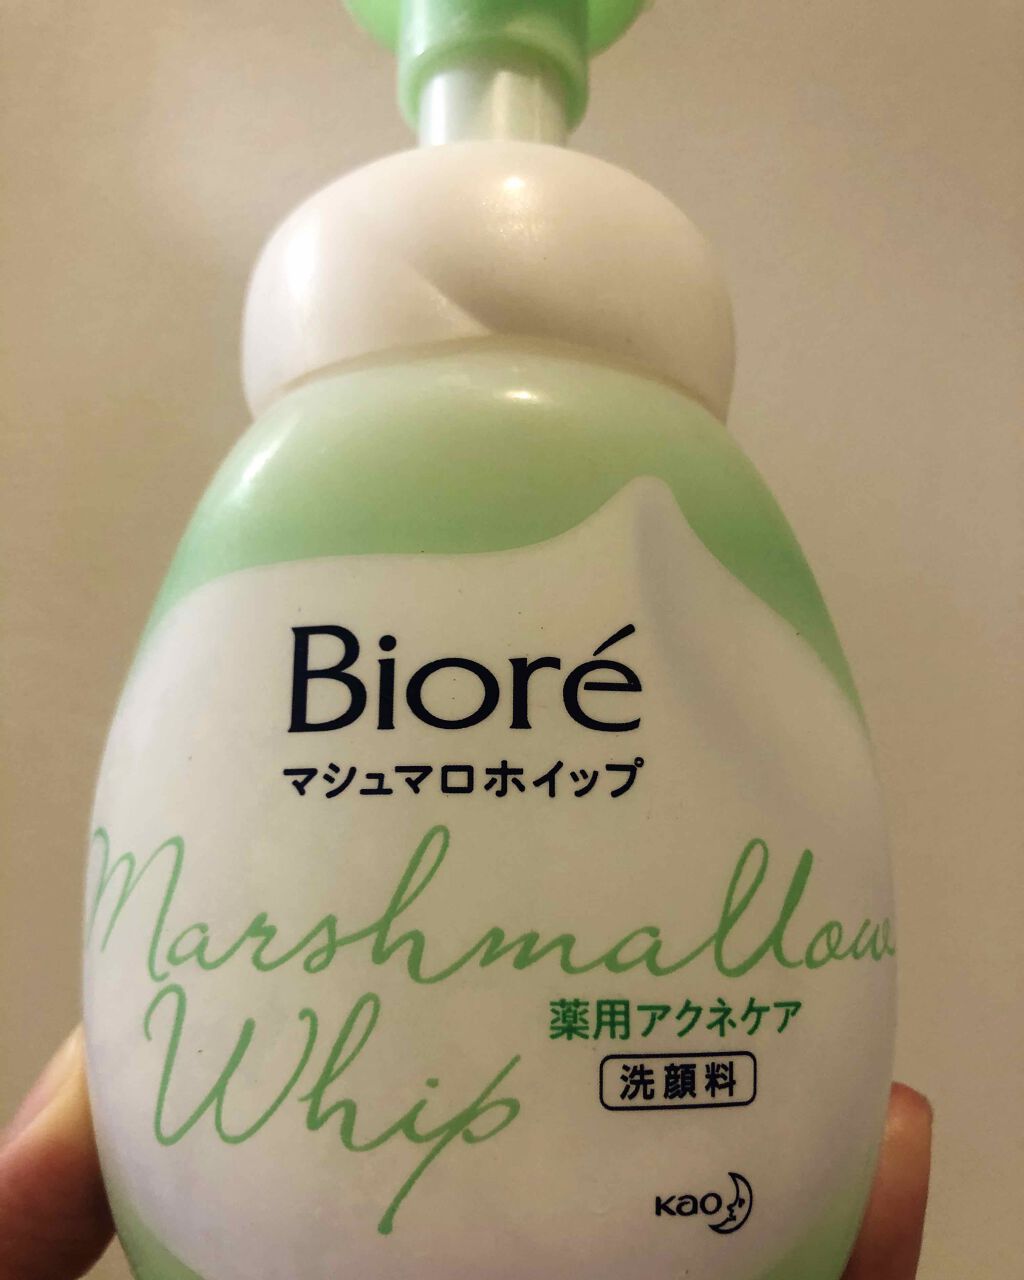 Bioré
マシュマロホイップ
Marshmallow
Whip
薬用アクネケア
洗顔料
Kao